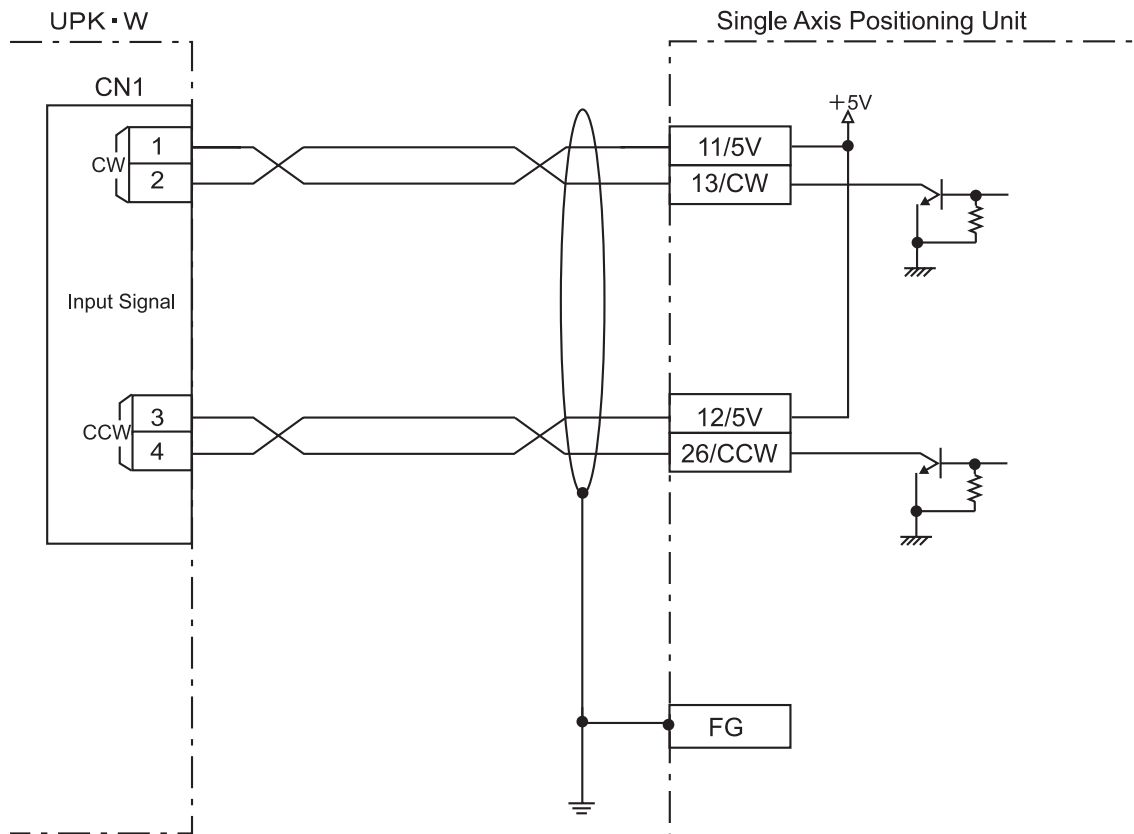 UPK・W
Single Axis Positioning Unit
CN1
+5V
CW
1
2
11/5V
13/CW
Input Signal
CCW
3
4
12/5V
26/CCW
FG